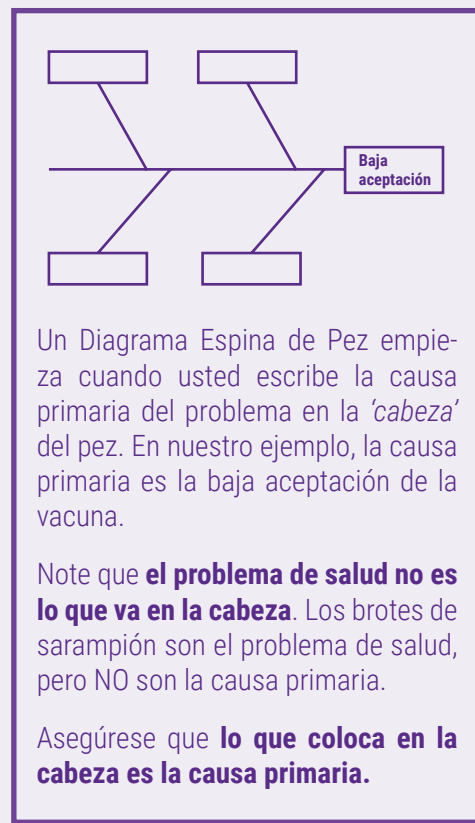 Baja
aceptación
Un Diagrama Espina de Pez empie-
za cuando usted escribe la causa
primaria del problema en la ‘cabeza’
del pez. En nuestro ejemplo, la causa
primaria es la baja aceptación de la
vacuna.
Note que el problema de salud no es
lo que va en la cabeza. Los brotes de
sarampión son el problema de salud,
pero NO son la causa primaria.
Asegúrese que lo que coloca en la
cabeza es la causa primaria.